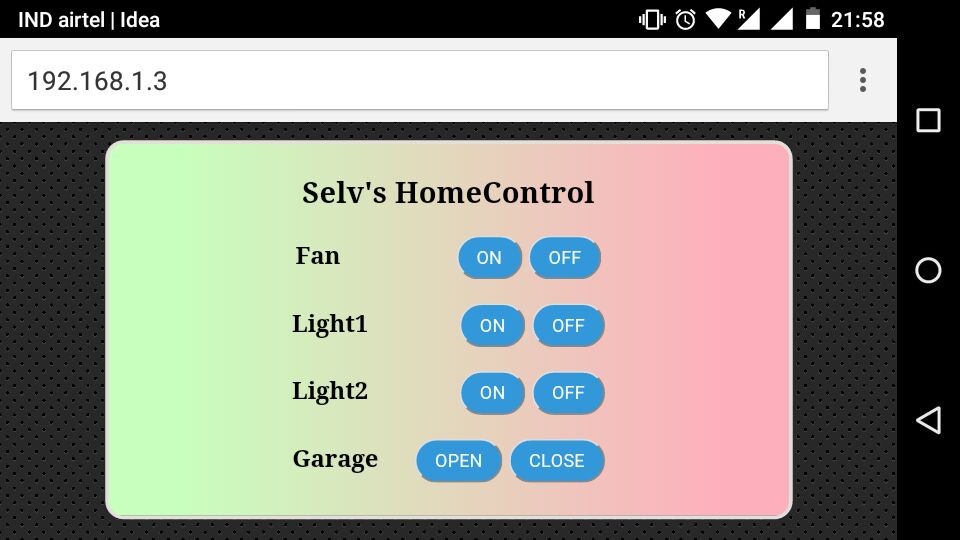 IND airtel | Idea
R
21:58
192.168.1.3
Selv's HomeControl
Fan ON OFF
Light1 ON OFF
Light2 ON OFF
Garage OPEN CLOSE